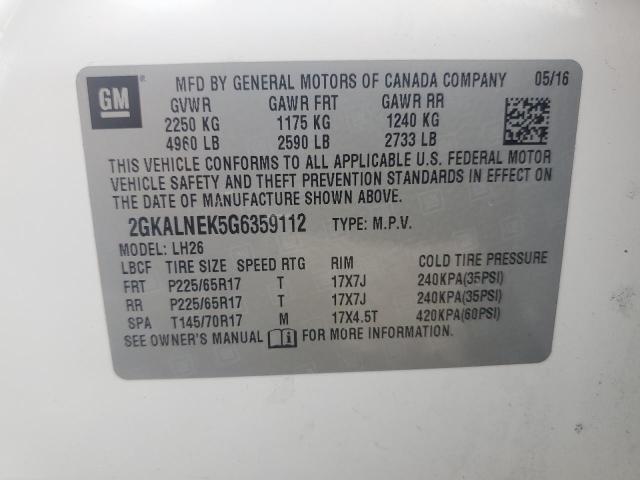 GM ® MFD BY GENERAL MOTORS OF CANADA COMPANY 05/16
GVWR GAWR FRT GAWR RR
2250 KG 1175 KG 1240 KG
4960 LB 2590 LB 2733 LB
THIS VEHICLE CONFORMS TO ALL APPLICABLE U.S. FEDERAL MOTOR
VEHICLE SAFETY AND THEFT PREVENTION STANDARDS IN EFFECT ON
THE DATE OF MANUFACTURE SHOWN ABOVE.
2GKALNEK5G6359112 TYPE: M.P.V.
MODEL: LH26
LBCF TIRE SIZE SPEED RTG RIM COLD TIRE PRESSURE
FRT P225/65R17 T 17X7J 240KPA(35PSI)
RR P225/65R17 T 17X7J 240KPA(35PSI)
SPA T145/70R17 M 17X4.5T 420KPA(60PSI)
SEE OWNER'S MANUAL FOR MORE INFORMATION.